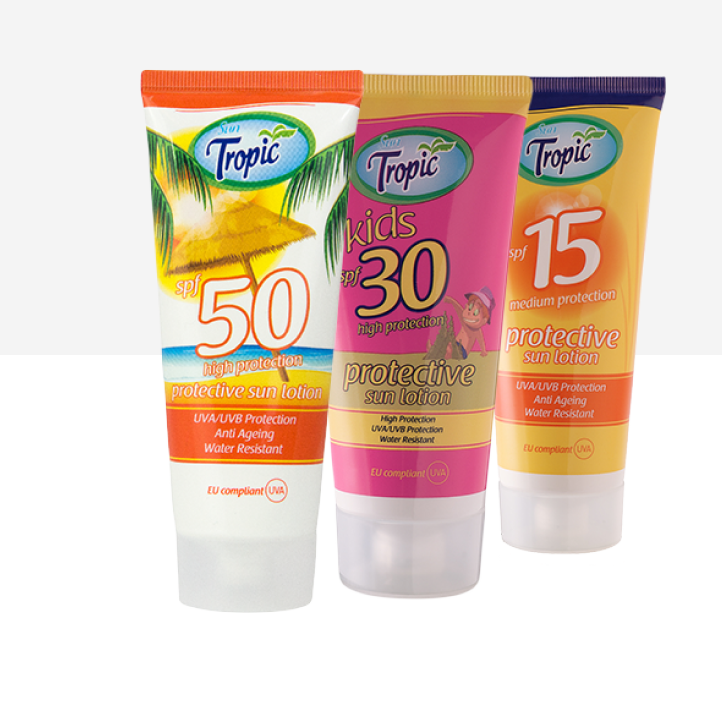 Sun
Tropic
spf 50
high protection
protective sun lotion
UVA/UVB Protection
Anti Ageing
Water Resistant
EU compliant UVA
Sun
Tropic
kids
spf 30
high protection
protective
sun lotion
High Protection
UVA/UVB Protection
Water Resistant
EU compliant UVA
Sun
Tropic
spf 15
medium protection
protective
sun lotion
UVA/UVB Protection
Anti Ageing
Water Resistant
EU compliant UVA